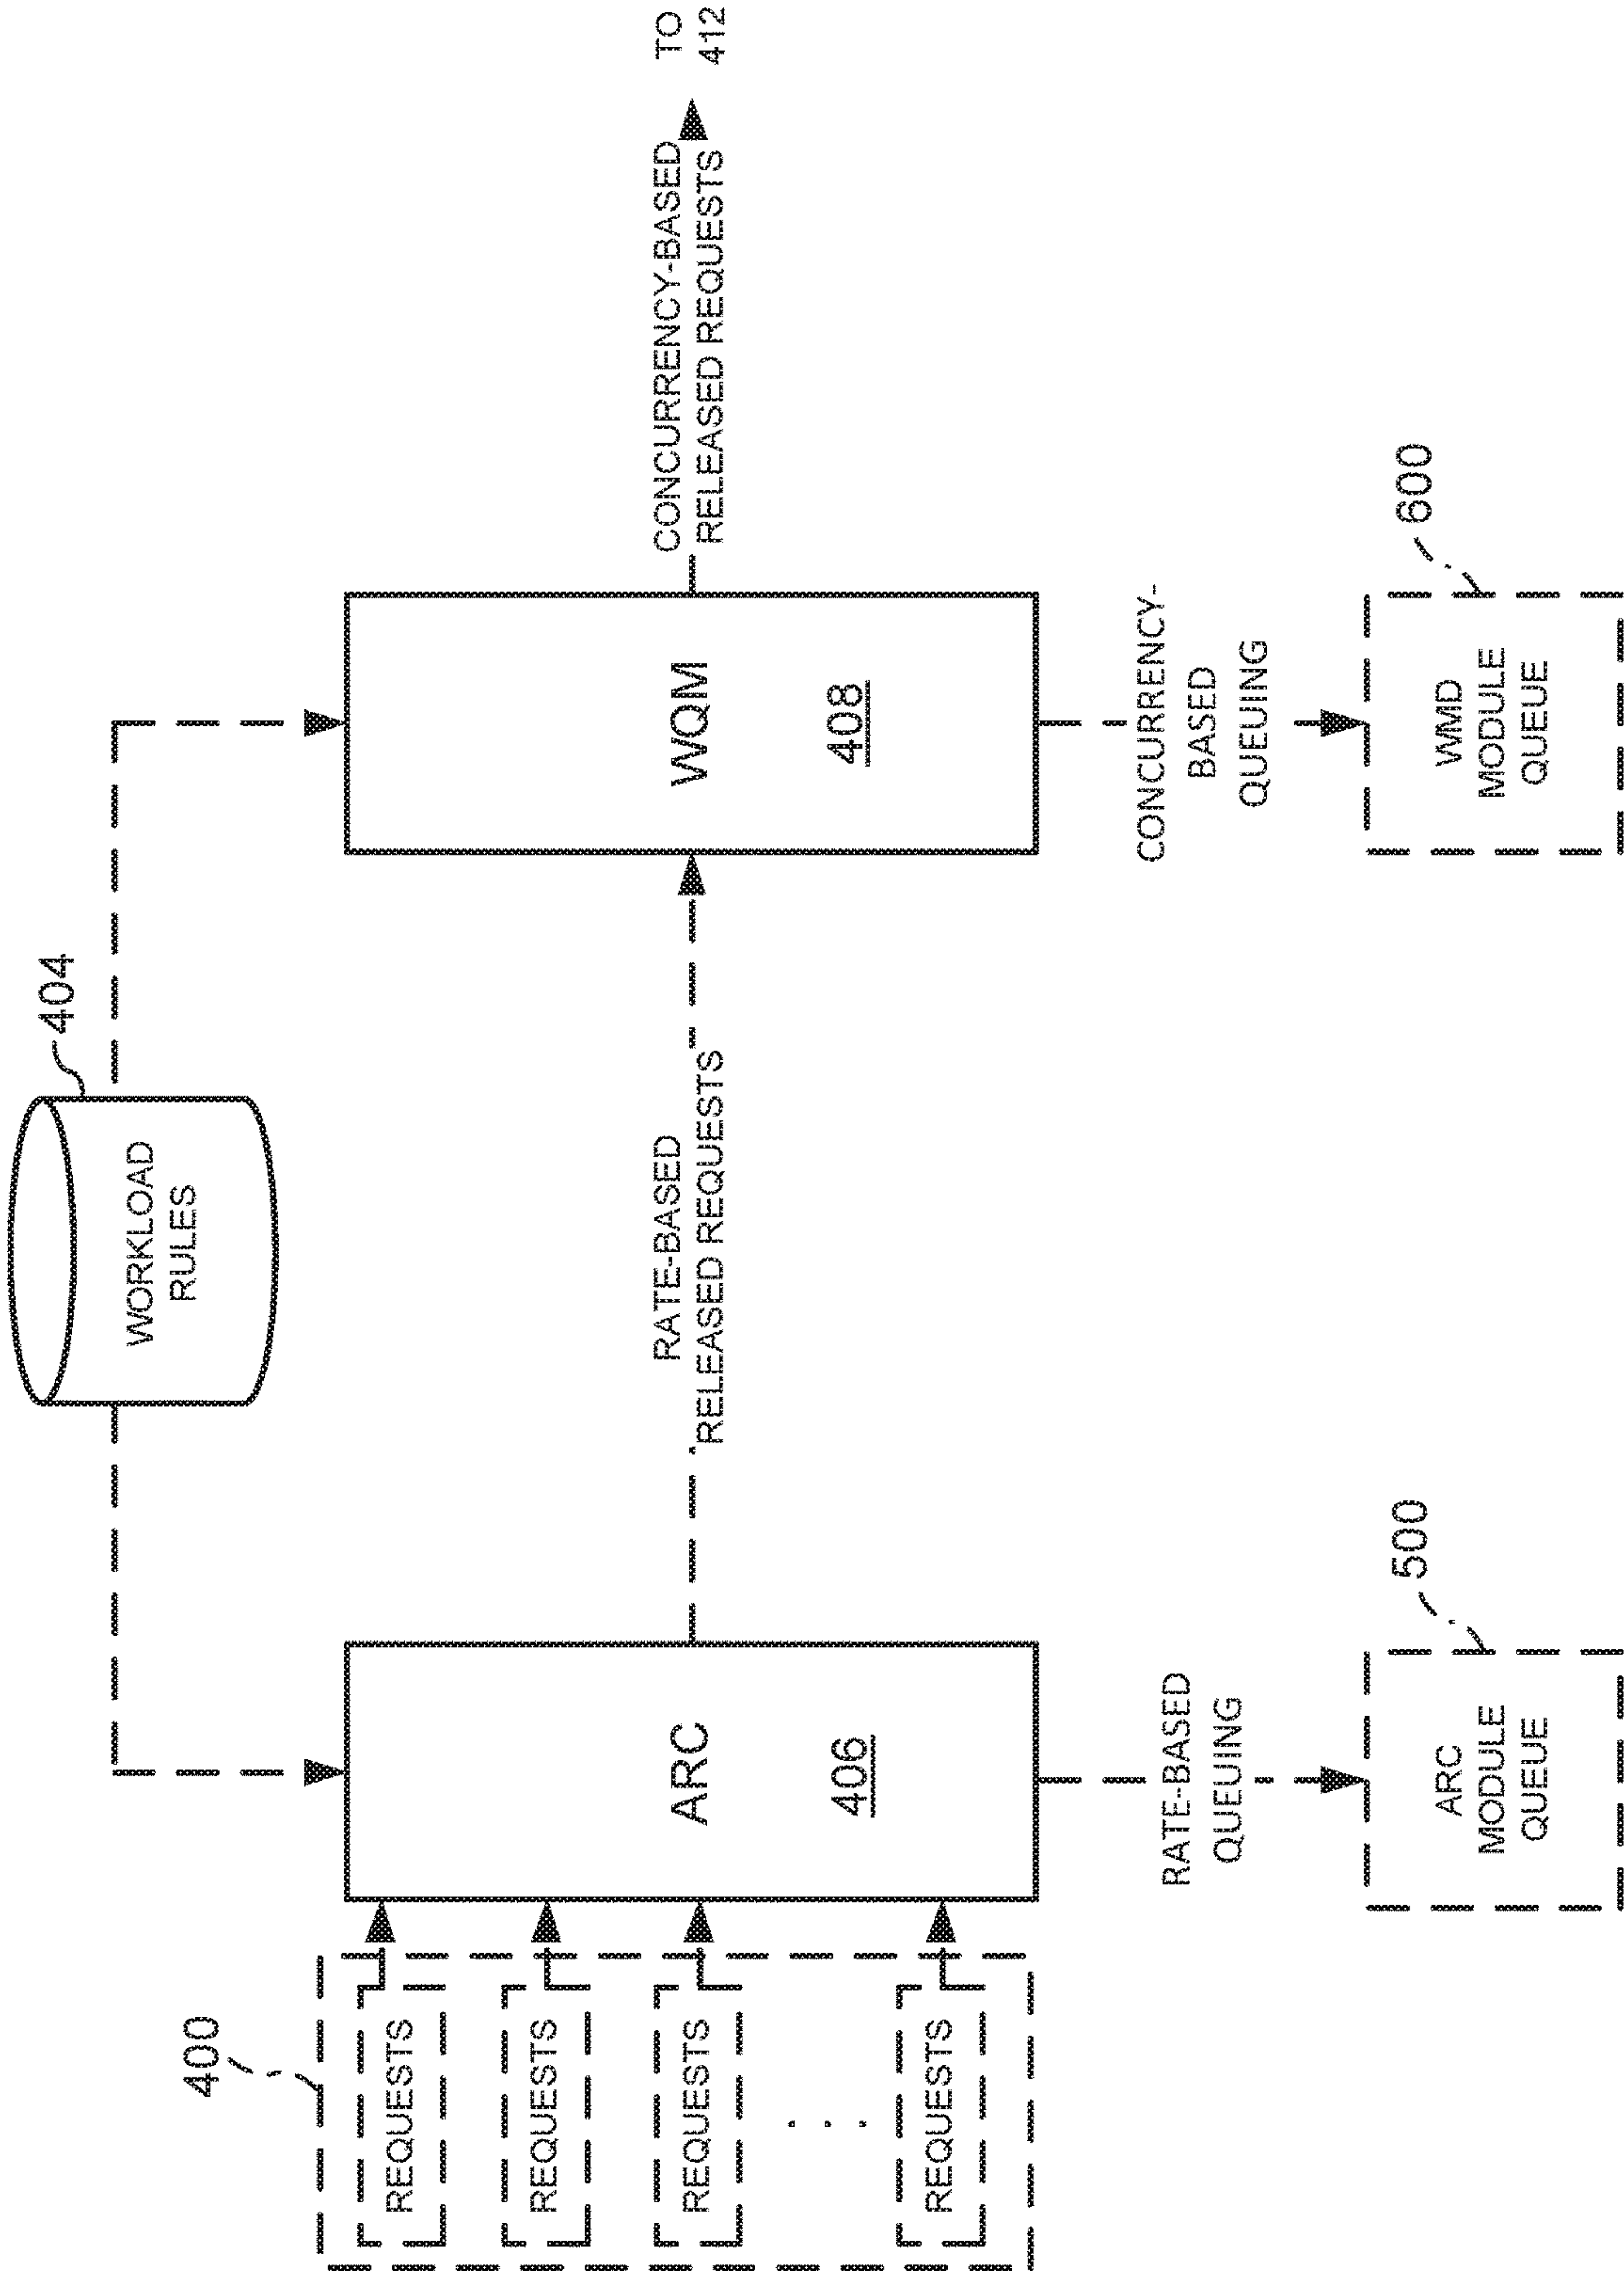 404
WORKLOAD
RULES
400
REQUESTS
REQUESTS
REQUESTS
. . .
REQUESTS
ARC
406
RATE-BASED
RELEASED REQUESTS
WQM
408
CONCURRENCY-BASED
RELEASED REQUESTS
TO
412
RATE-BASED
QUEUING
500
ARC
MODULE
QUEUE
CONCURRENCY-
BASED
QUEUING
600
WMD
MODULE
QUEUE